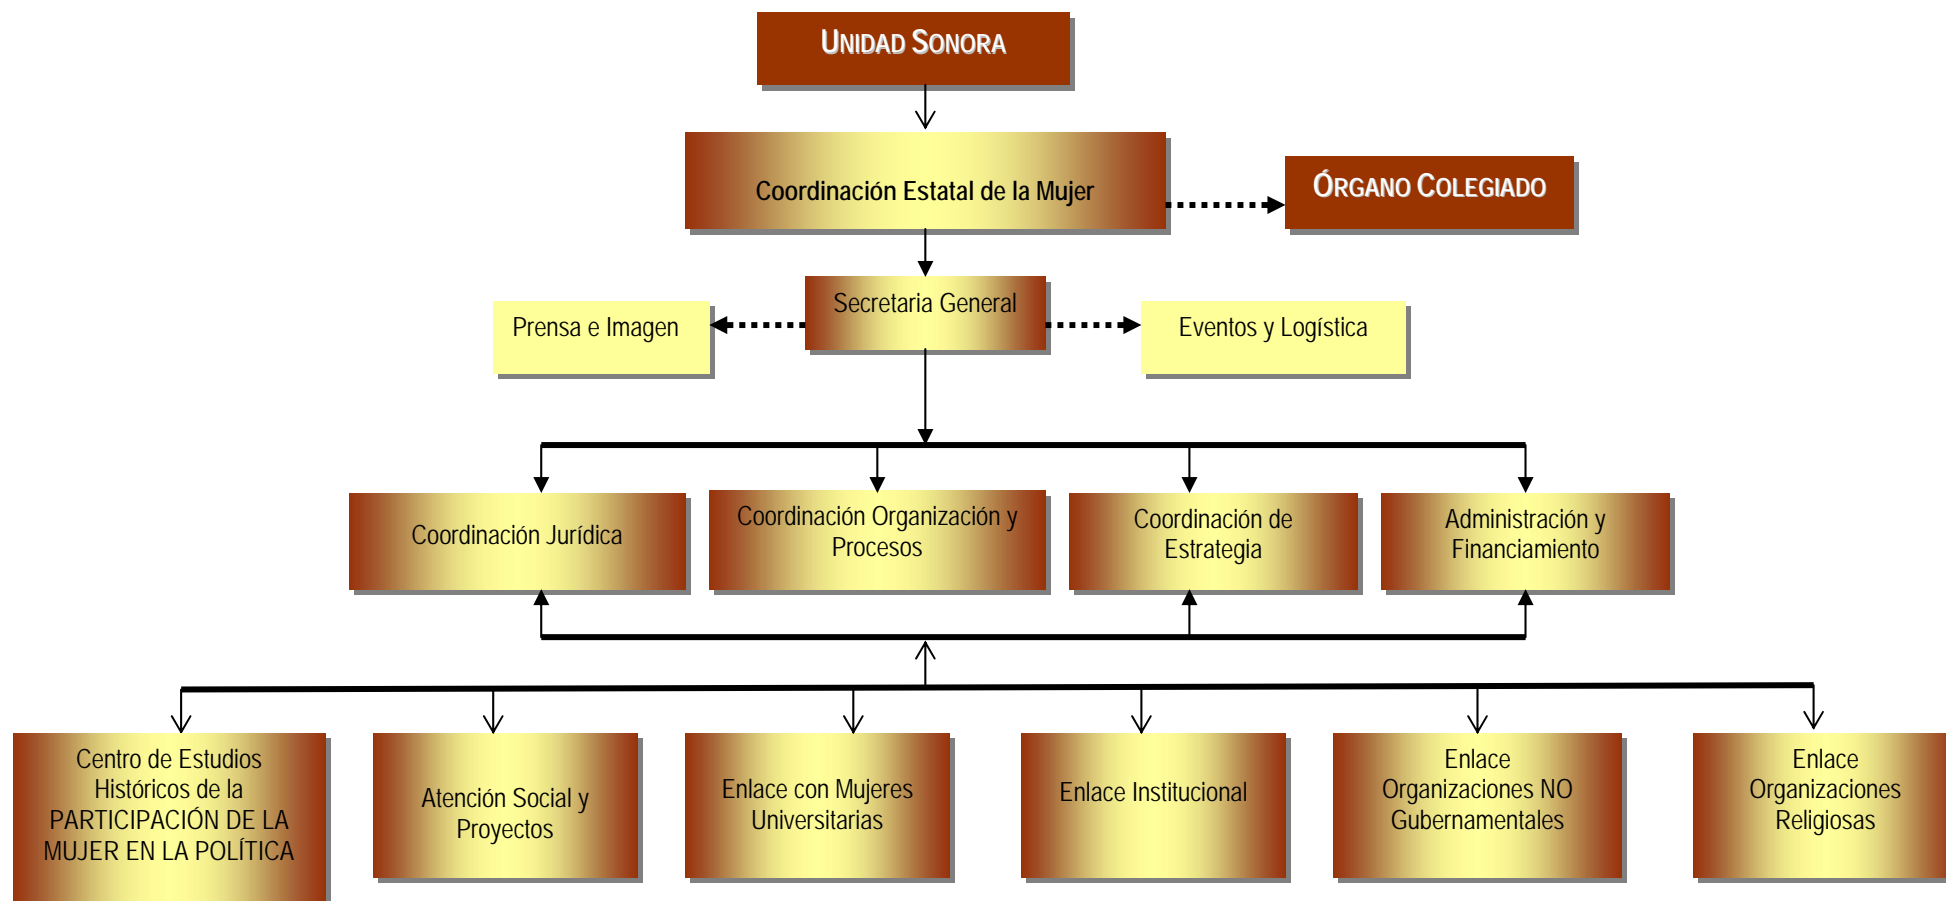 UNIDAD SONORA
Coordinación Estatal de la Mujer
ÓRGANO COLEGIADO
Secretaria General
Prensa e Imagen
Eventos y Logística
Coordinación Jurídica
Coordinación Organización y
Procesos
Coordinación de
Estrategia
Administración y
Financiamiento
Centro de Estudios
Históricos de la
PARTICIPACIÓN DE LA
MUJER EN LA POLÍTICA
Atención Social y
Proyectos
Enlace con Mujeres
Universitarias
Enlace Institucional
Enlace
Organizaciones NO
Gubernamentales
Enlace
Organizaciones
Religiosas